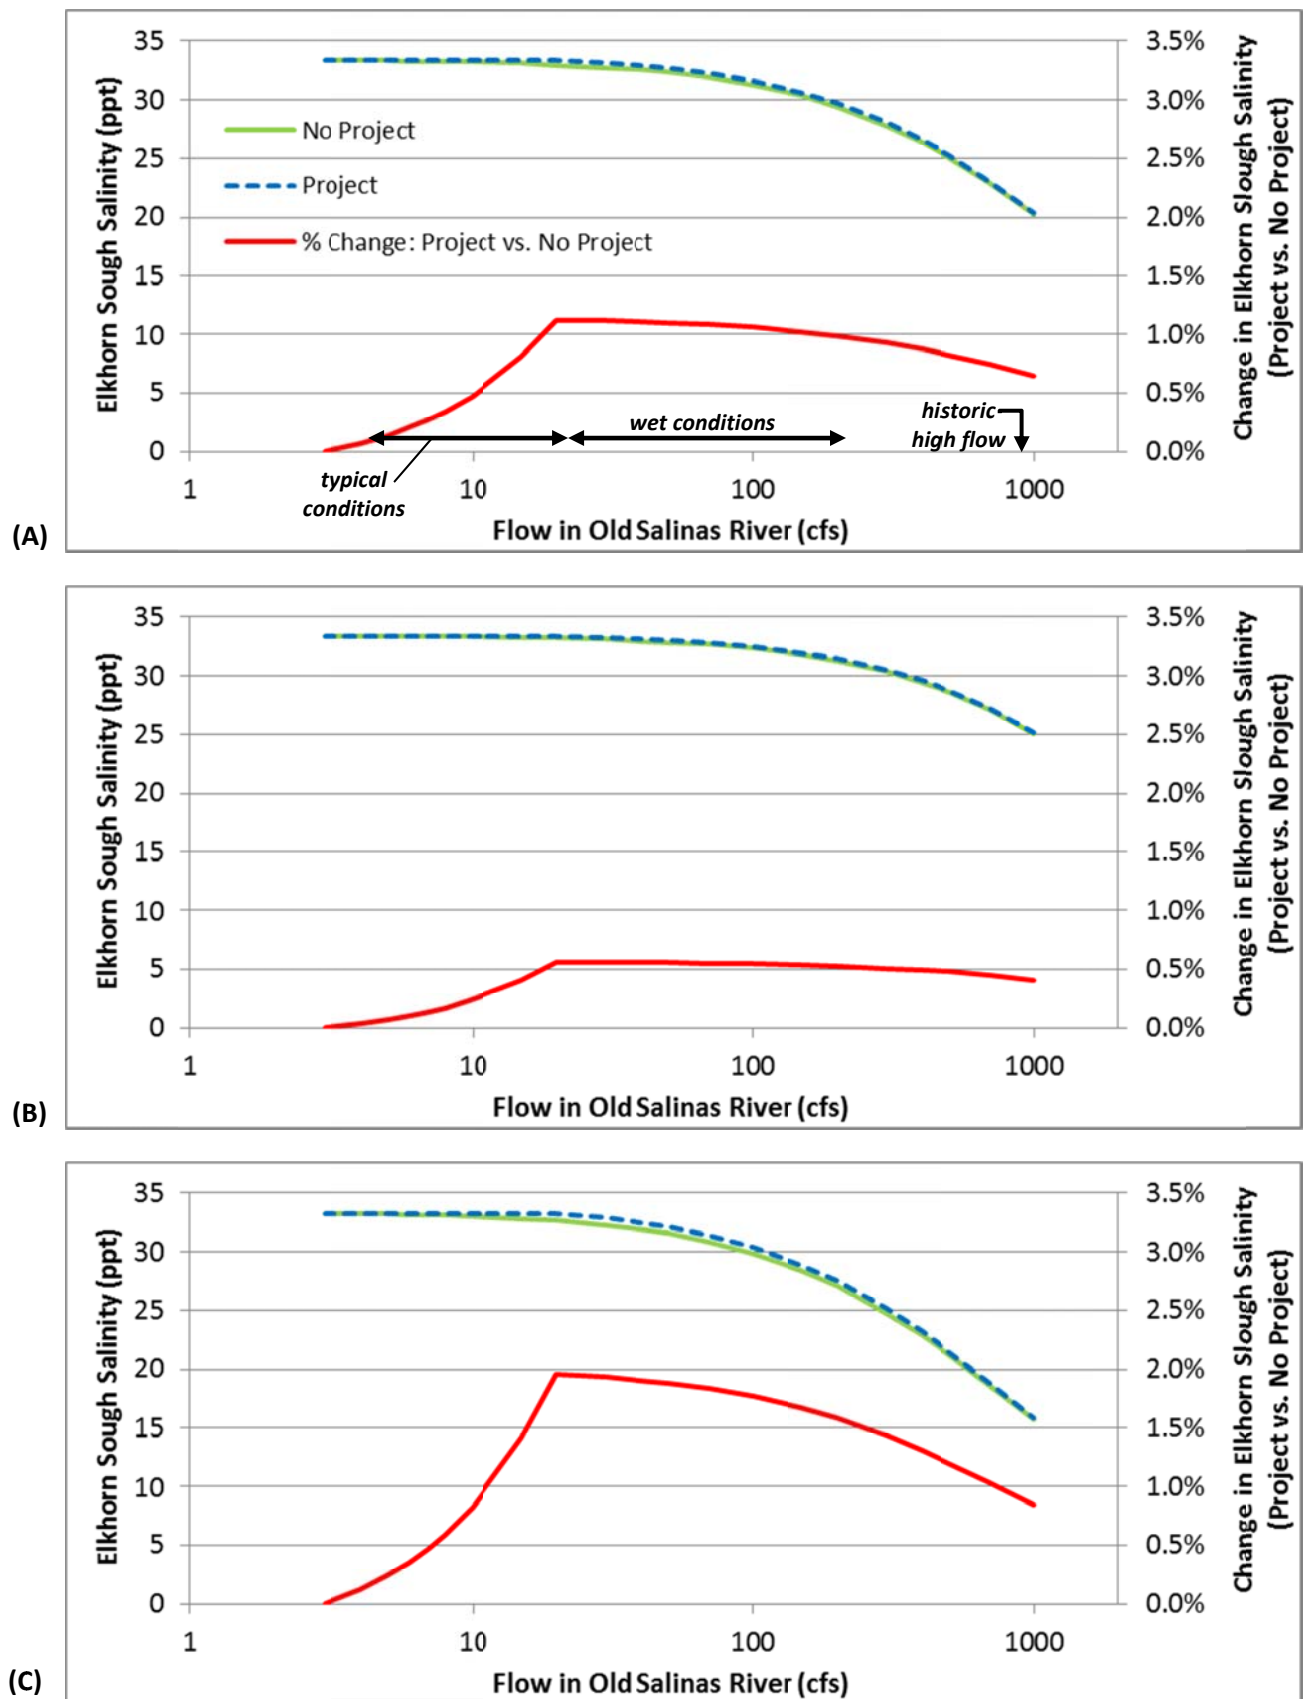 Elkhorn Sough Salinity (ppt)
35
30
25
20
15
10
5
0
No Project
Project
% Change: Project vs. No Project
typical
conditions
wet conditions
historic
high flow
3.5%
3.0%
2.5%
2.0%
1.5%
1.0%
0.5%
0.0%
Change in Elkhorn Slough Salinity
(Project vs. No Project)
1
10
100
1000
Flow in Old Salinas River (cfs)
(A)
Elkhorn Sough Salinity (ppt)
35
30
25
20
15
10
5
0
3.5%
3.0%
2.5%
2.0%
1.5%
1.0%
0.5%
0.0%
Change in Elkhorn Slough Salinity
(Project vs. No Project)
1
10
100
1000
Flow in Old Salinas River (cfs)
(B)
Elkhorn Sough Salinity (ppt)
35
30
25
20
15
10
5
0
3.5%
3.0%
2.5%
2.0%
1.5%
1.0%
0.5%
0.0%
Change in Elkhorn Slough Salinity
(Project vs. No Project)
1
10
100
1000
Flow in Old Salinas River (cfs)
(C)